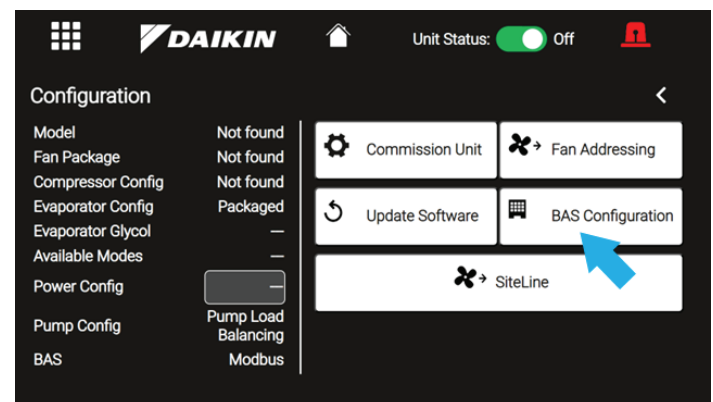 DAIKIN Unit Status: Off
Configuration
Model Not found
Fan Package Not found
Compressor Config Not found
Evaporator Config Packaged
Evaporator Glycol —
Available Modes —
Power Config —
Pump Config Pump Load
Balancing
BAS Modbus
Commission Unit Fan Addressing
Update Software BAS Configuration
SiteLine